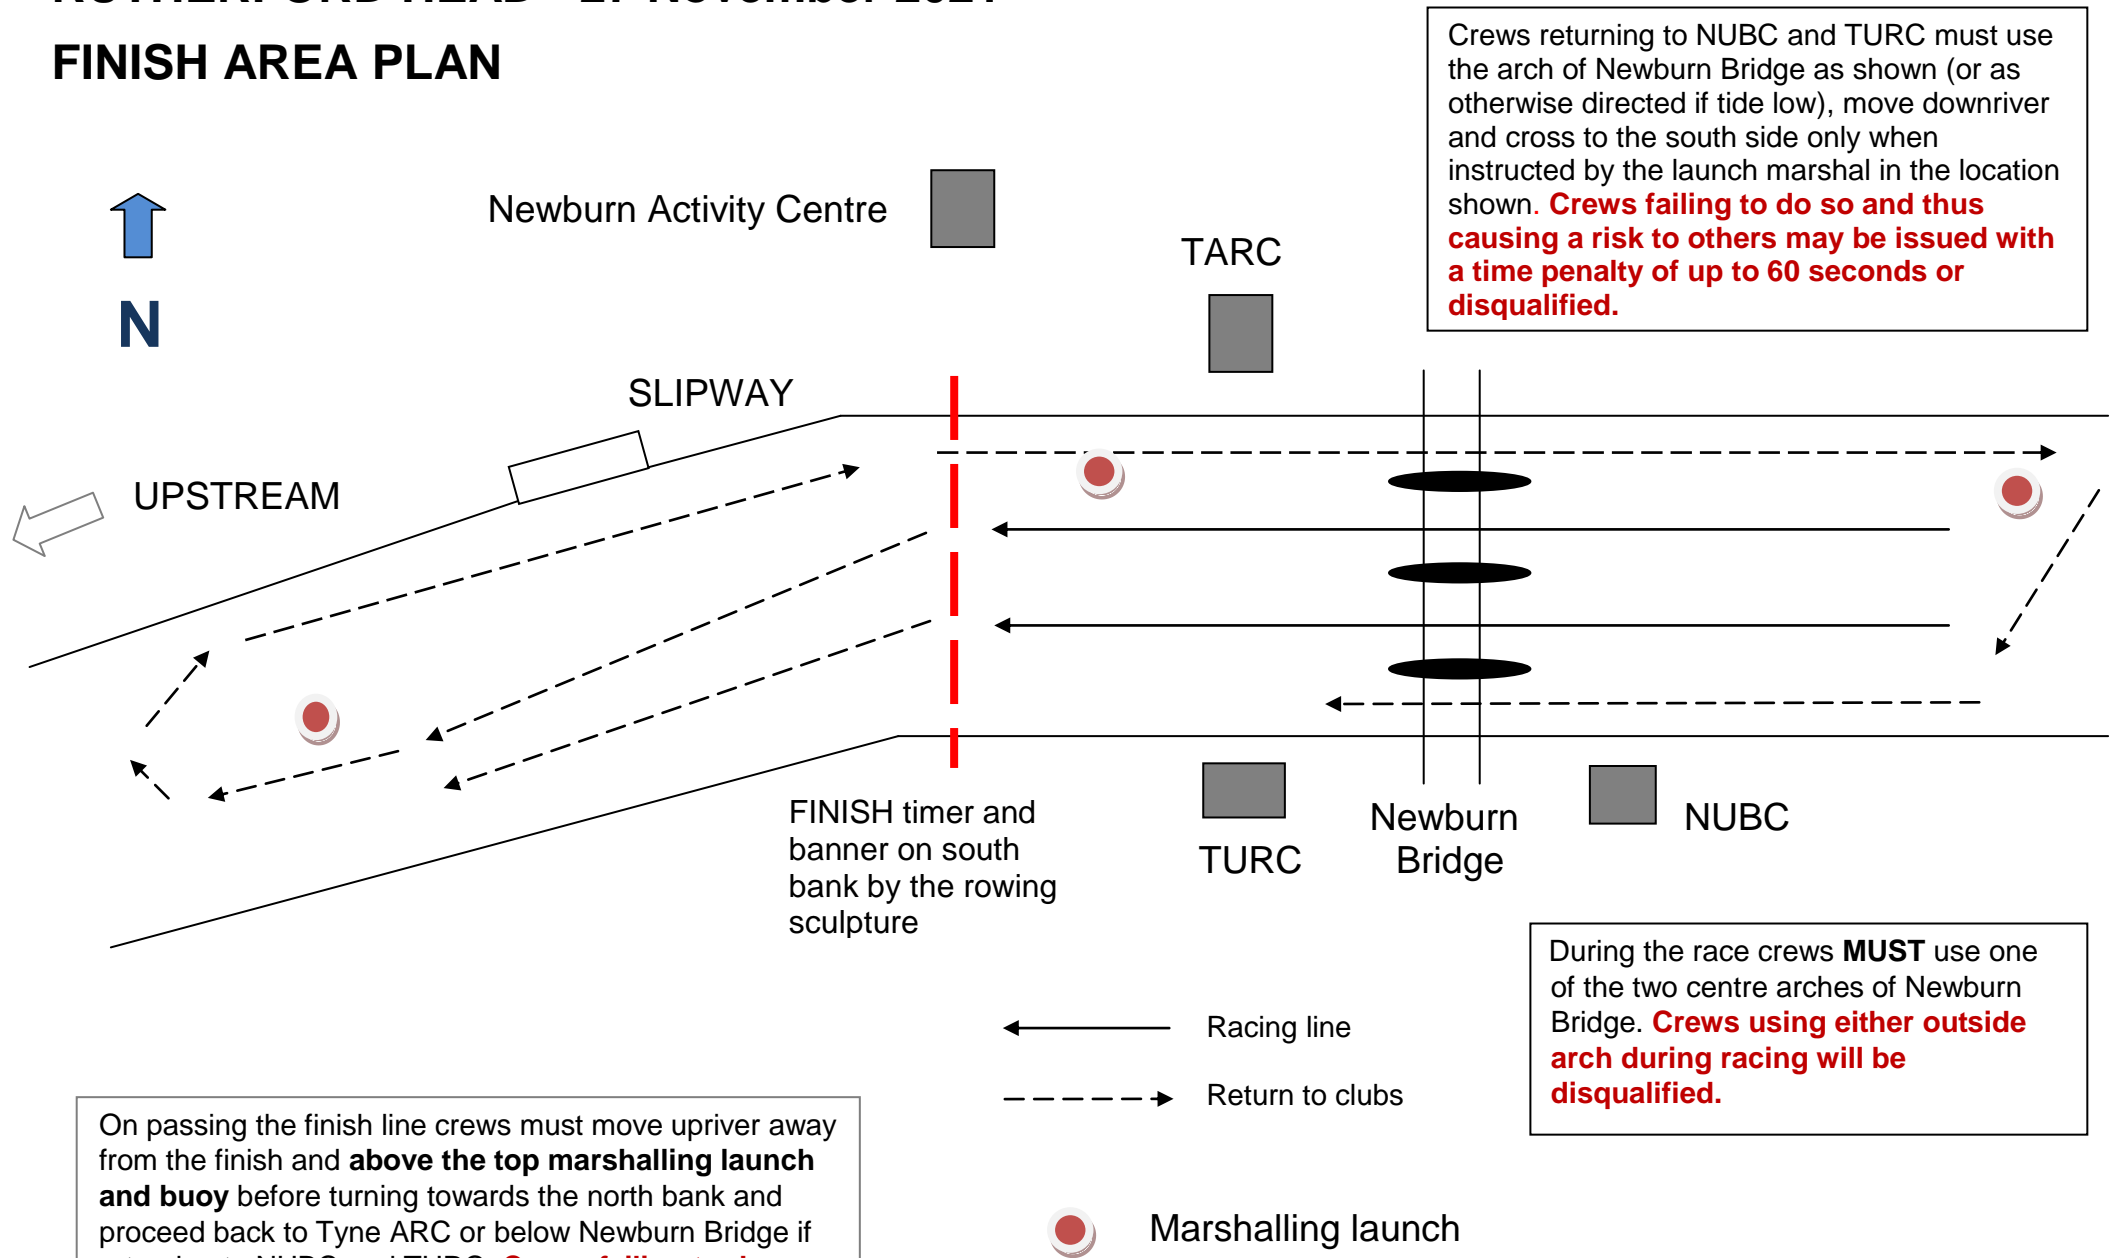 FINISH AREA PLAN
Crews returning to NUBC and TURC must use
the arch of Newburn Bridge as shown (or as
otherwise directed if tide low), move downriver
and cross to the south side only when
instructed by the launch marshal in the location
shown. Crews failing to do so and thus
causing a risk to others may be issued with
a time penalty of up to 60 seconds or
disqualified.
Newburn Activity Centre
TARC
N
SLIPWAY
UPSTREAM
FINISH timer and
banner on south
bank by the rowing
sculpture
TURC
Newburn
Bridge
NUBC
During the race crews MUST use one
of the two centre arches of Newburn
Bridge. Crews using either outside
arch during racing will be
disqualified.
Racing line
Return to clubs
On passing the finish line crews must move upriver away
from the finish and above the top marshalling launch
and buoy before turning towards the north bank and
proceed back to Tyne ARC or below Newburn Bridge if
Marshalling launch